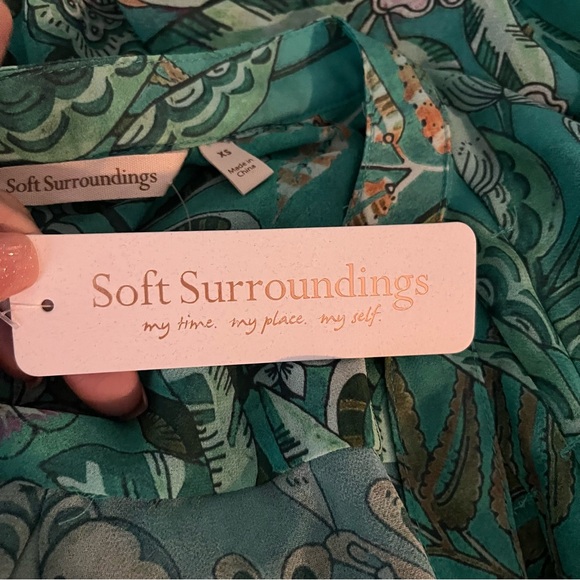 Soft Surroundings
XS
Made in
China
Soft Surroundings
my time. my place. my self.